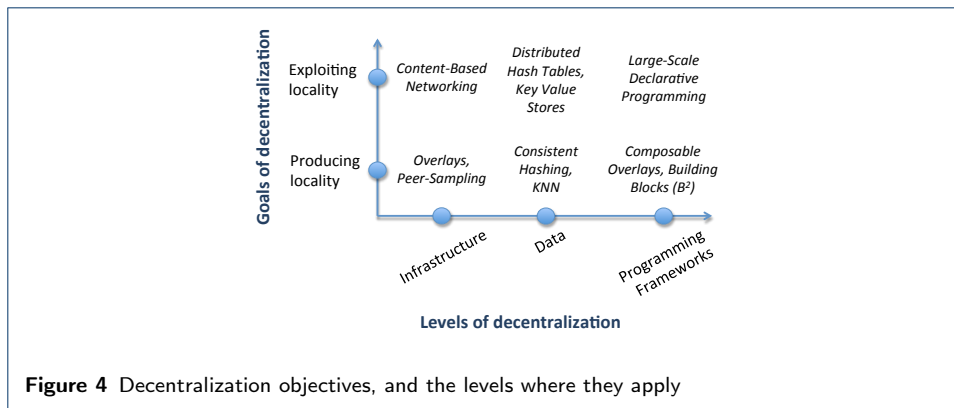 Goals of decentralization
Exploiting
locality
Content-Based
Networking
Distributed
Hash Tables,
Key Value
Stores
Large-Scale
Declarative
Programming
Producing
locality
Overlays,
Peer-Sampling
Consistent
Hashing,
KNN
Composable
Overlays, Building
Blocks (B²)
Infrastructure
Data
Programming
Frameworks
Levels of decentralization
Figure 4 Decentralization objectives, and the levels where they apply